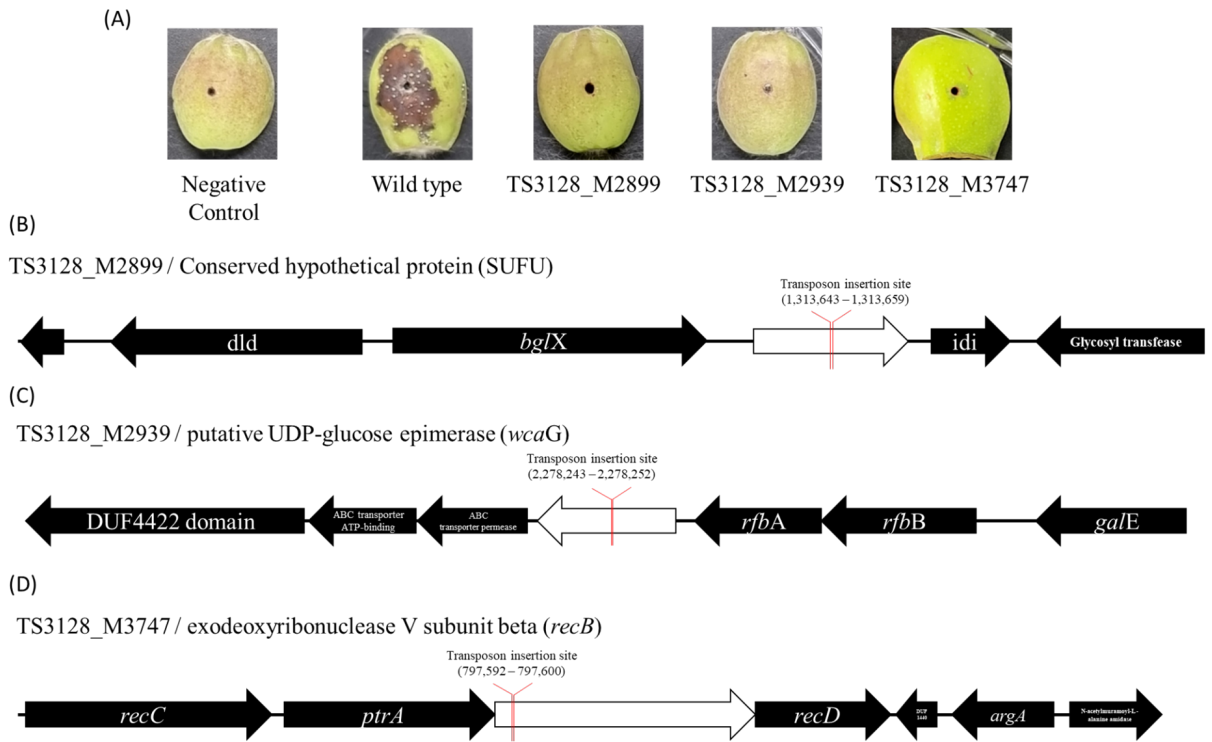 (A)
Negative
Control
Wild type
TS3128_M2899
TS3128_M2939
TS3128_M3747
(B)
TS3128_M2899 / Conserved hypothetical protein (SUFU)
Transposon insertion site
(1,313,643 – 1,313,659)
dld
bglX
idi
Glycosyl transfease
(C)
TS3128_M2939 / putative UDP-glucose epimerase (wcaG)
Transposon insertion site
(2,278,243 – 2,278,252)
DUF4422 domain
ABC transporter
ATP-binding
ABC
transporter permease
rfbA
rfbB
galE
(D)
TS3128_M3747 / exodeoxyribonuclease V subunit beta (recB)
Transposon insertion site
(797,592 – 797,600)
recC
ptrA
recD
DUF
argA
N-acetylmuramoyl-L-
alanine amidase